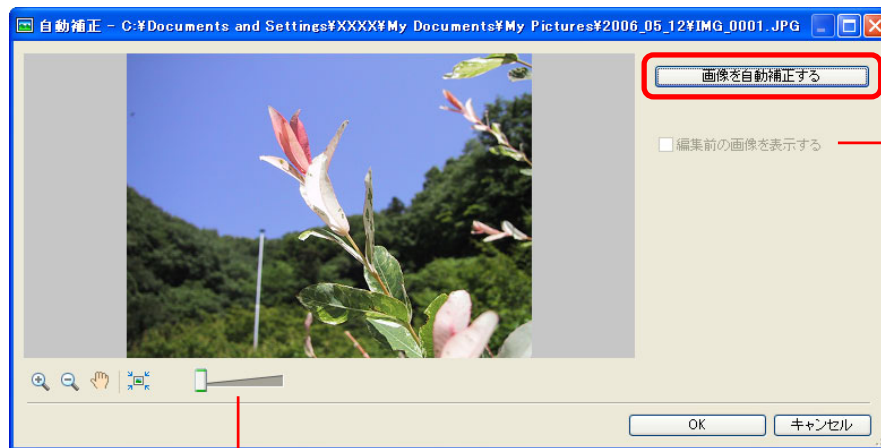 自動補正 - C:¥Documents and Settings¥XXXX¥My Documents¥My Pictures¥2006_05_12¥IMG_0001.JPG
画像を自動補正する
編集前の画像を表示する
OK
キャンセル